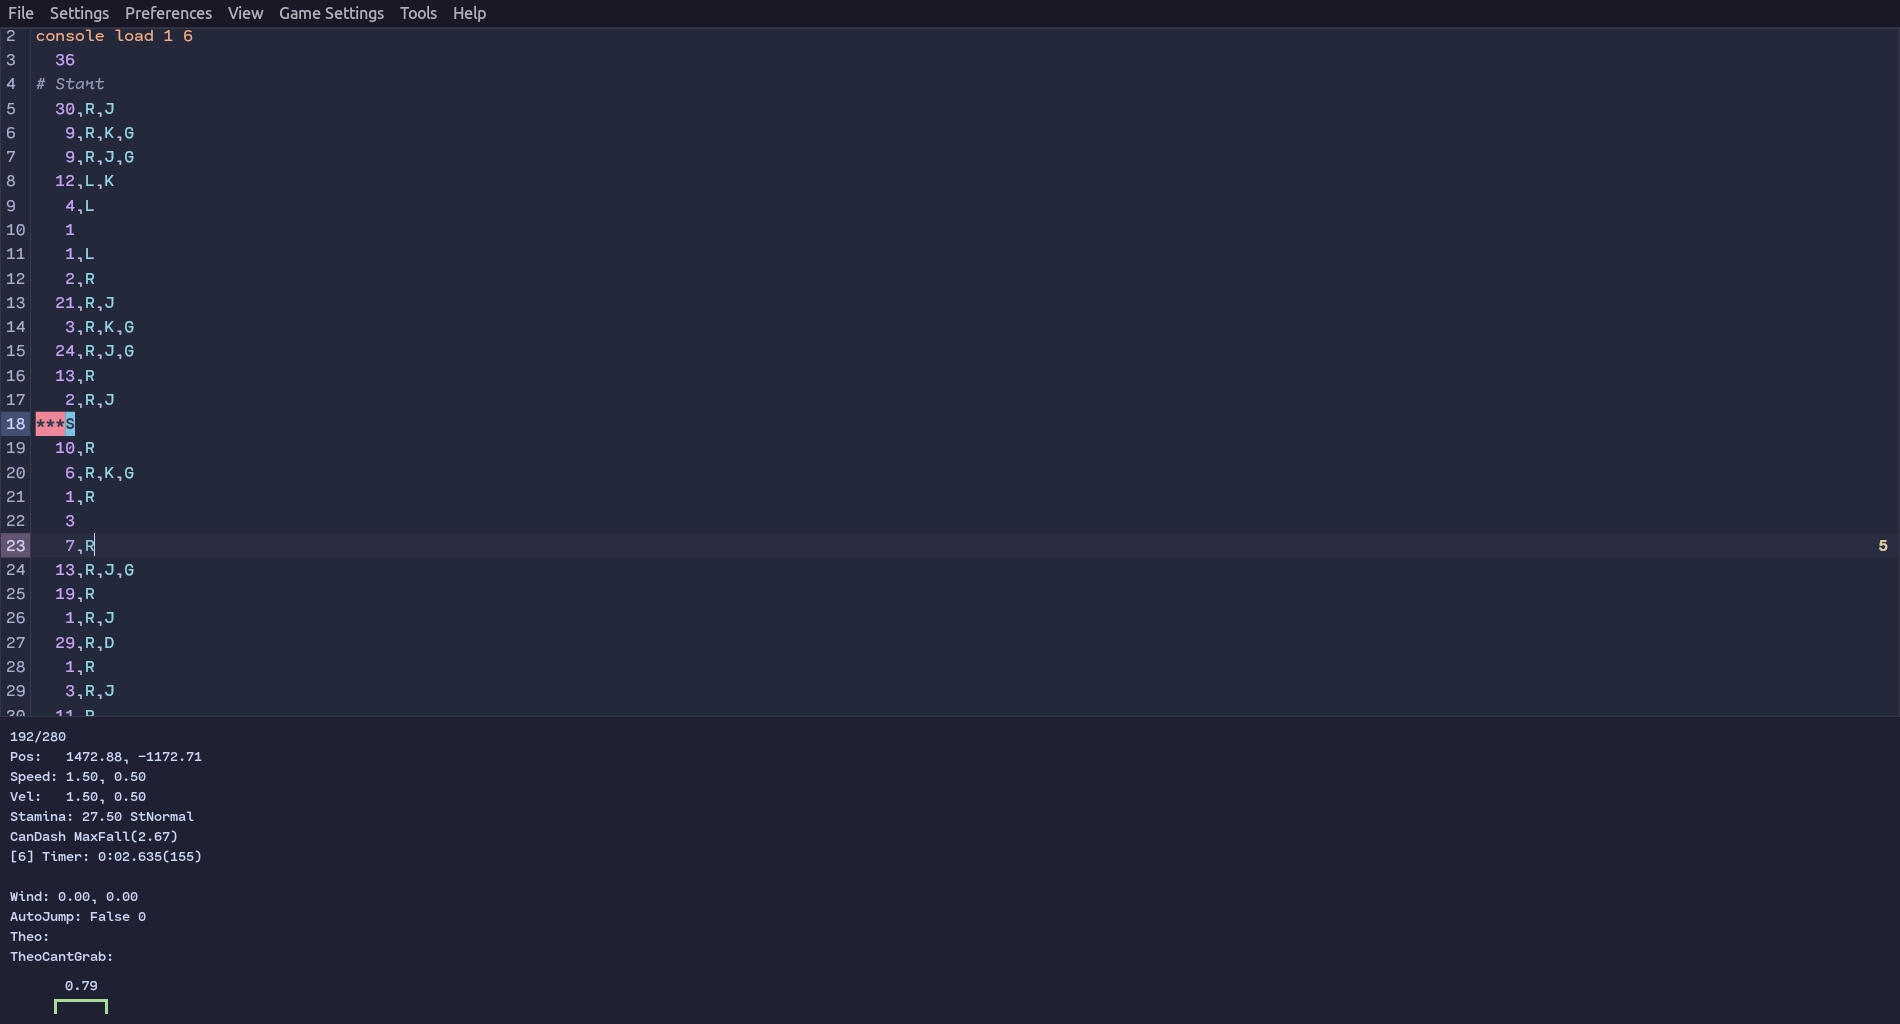 File Settings Preferences View Game Settings Tools Help
2 console load 1 6
3 36
4 # Start
5 30,R,J
6 9,R,K,G
7 9,R,J,G
8 12,L,K
9 4,L
10 1
11 1,L
12 2,R
13 21,R,J
14 3,R,K,G
15 24,R,J,G
16 13,R
17 2,R,J
18 ***S
19 10,R
20 6,R,K,G
21 1,R
22 3
23 7,R 5
24 13,R,J,G
25 19,R
26 1,R,J
27 29,R,D
28 1,R
29 3,R,J
30 11,R
192/280
Pos: 1472.88, -1172.71
Speed: 1.50, 0.50
Vel: 1.50, 0.50
Stamina: 27.50 StNormal
CanDash MaxFall(2.67)
[6] Timer: 0:02.635(155)
Wind: 0.00, 0.00
AutoJump: False 0
Theo:
TheoCantGrab:
0.79